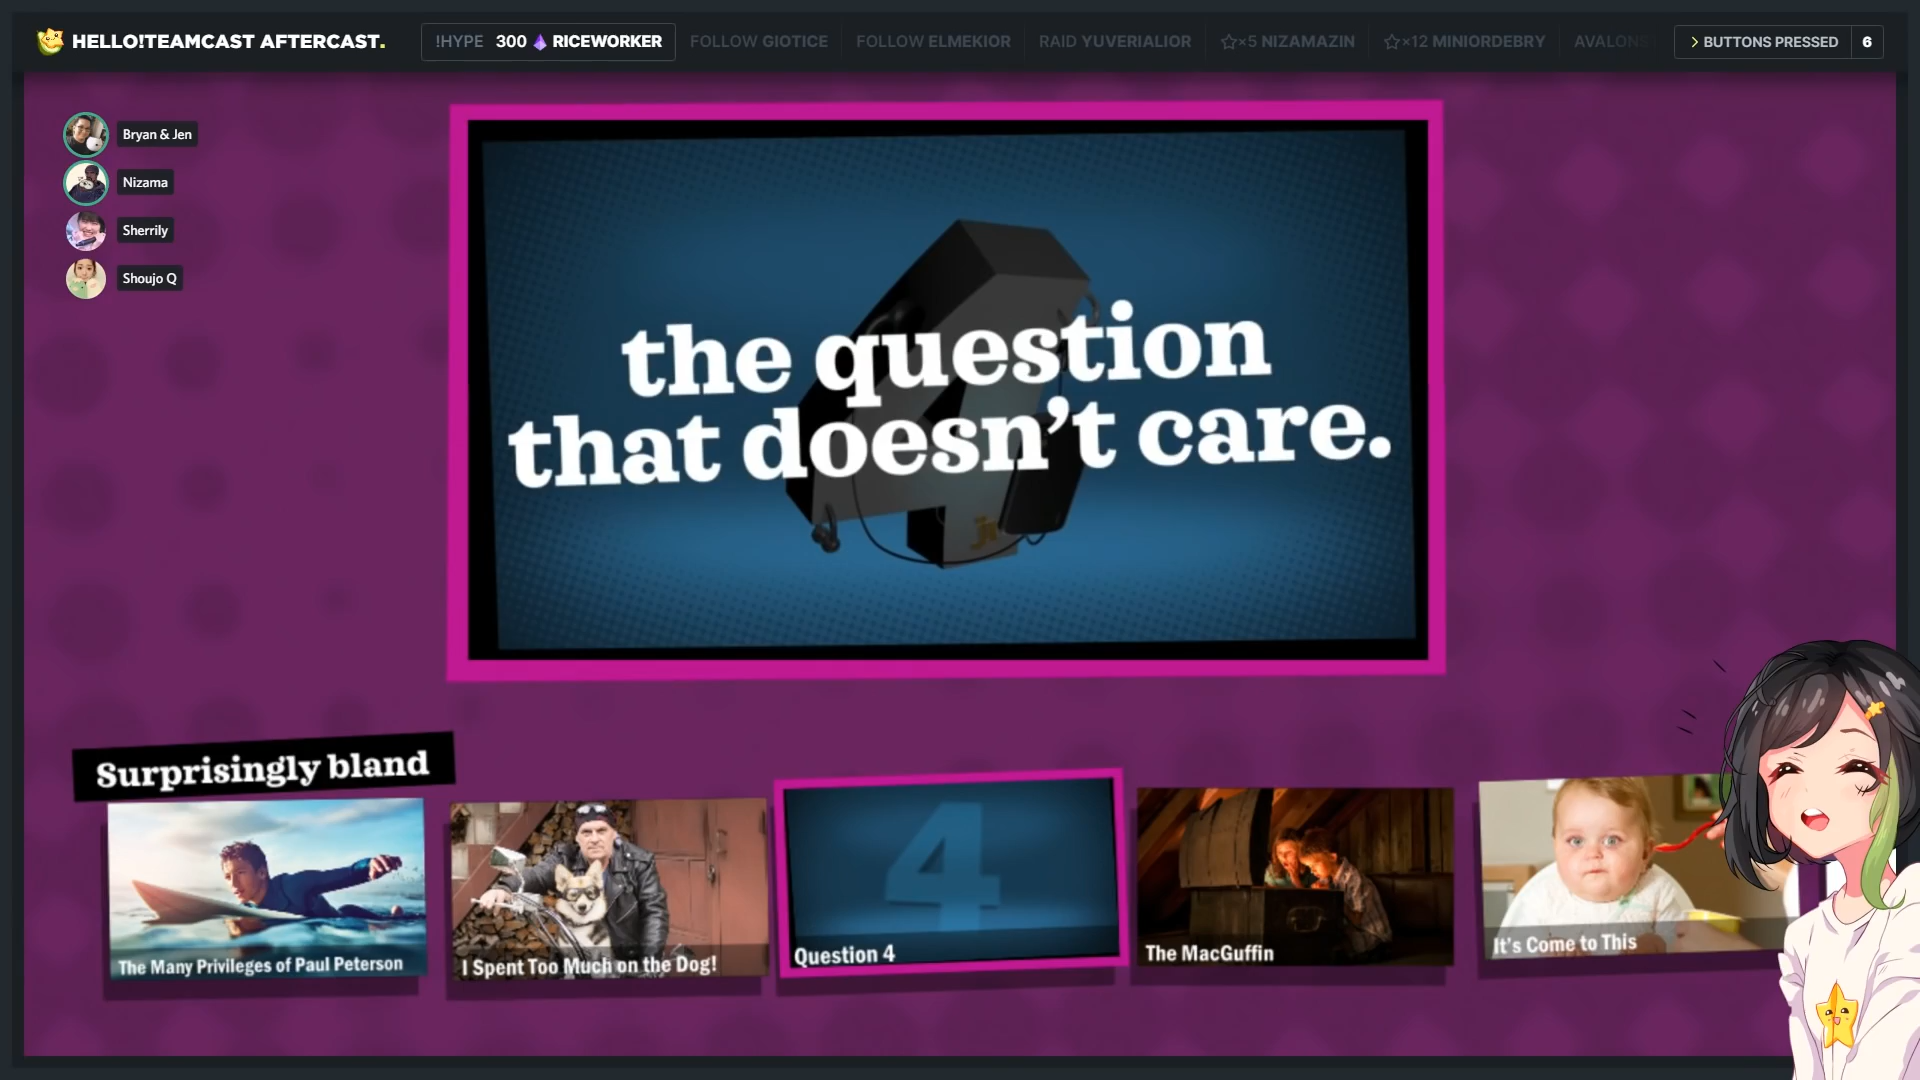 HELLO!TEAMCAST AFTERCAST.
!HYPE 300 RICEWORKER
FOLLOW GIOTICE
FOLLOW ELMEKIOR
RAID YUVERIALIOR
☆×5 NIZAMAZIN
☆×12 MINIORDEBRY
> BUTTONS PRESSED 6
Bryan & Jen
Nizama
Sherrily
Shoujo Q
the question
that doesn't care.
Surprisingly bland
The Many Privileges of Paul Peterson
I Spent Too Much on the Dog!
4
Question 4
The MacGuffin
It's Come to This